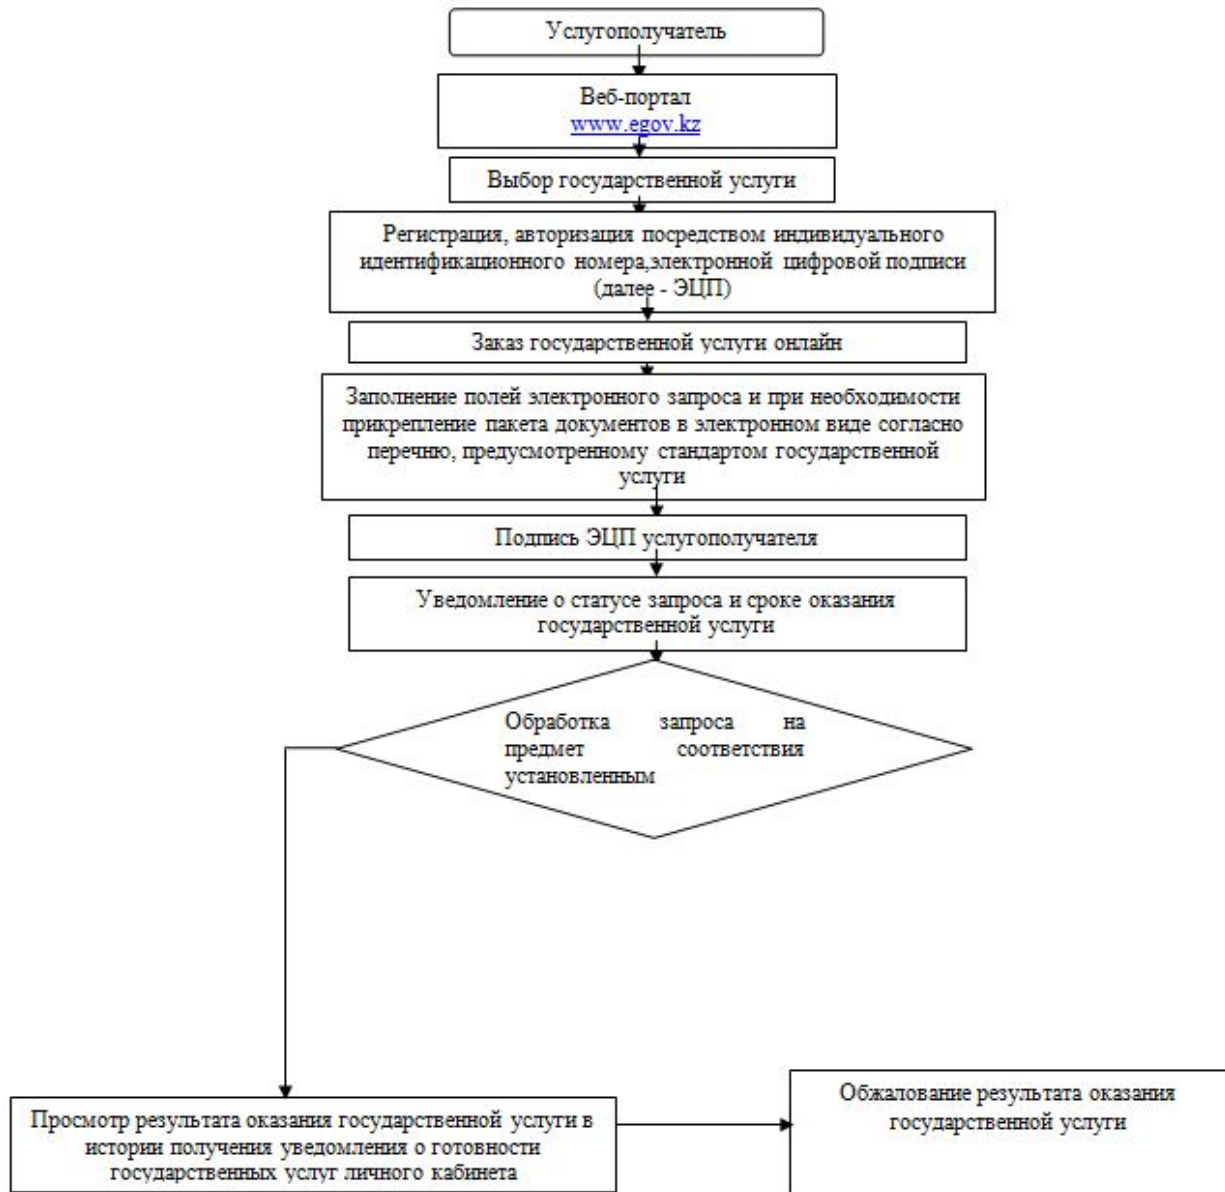 Услугополучатель
Веб-портал
www.egov.kz
Выбор государственной услуги
Регистрация, авторизация посредством индивидуального
идентификационного номера,электронной цифровой подписи
(далее - ЭЦП)
Заказ государственной услуги онлайн
Заполнение полей электронного запроса и при необходимости
прикрепление пакета документов в электронном виде согласно
перечню, предусмотренному стандартом государственной
услуги
Подпись ЭЦП услугополучателя
Уведомление о статусе запроса и сроке оказания
государственной услуги
Обработка запроса на
предмет соответствия
установленным
Просмотр результата оказания государственной услуги в
истории получения уведомления о готовности
государственных услуг личного кабинета
Обжалование результата оказания
государственной услуги